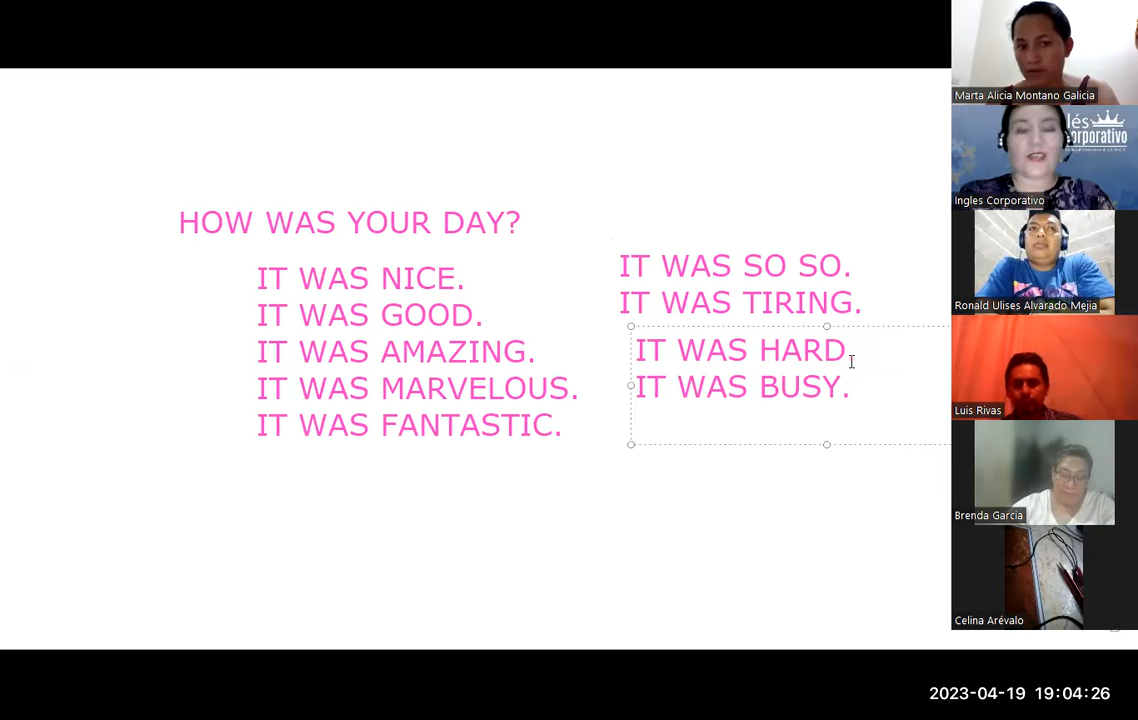 HOW WAS YOUR DAY?
IT WAS NICE.
IT WAS GOOD.
IT WAS AMAZING.
IT WAS MARVELOUS.
IT WAS FANTASTIC.
IT WAS SO SO.
IT WAS TIRING.
IT WAS HARD.
IT WAS BUSY.
Marta Alicia Montano Galicia
lés
orporativo
Ingles Corporativo
Ronald Ulises Alvarado Mejia
Luis Rivas
Brenda Garcia
Celina Arévalo
2023-04-19 19:04:26